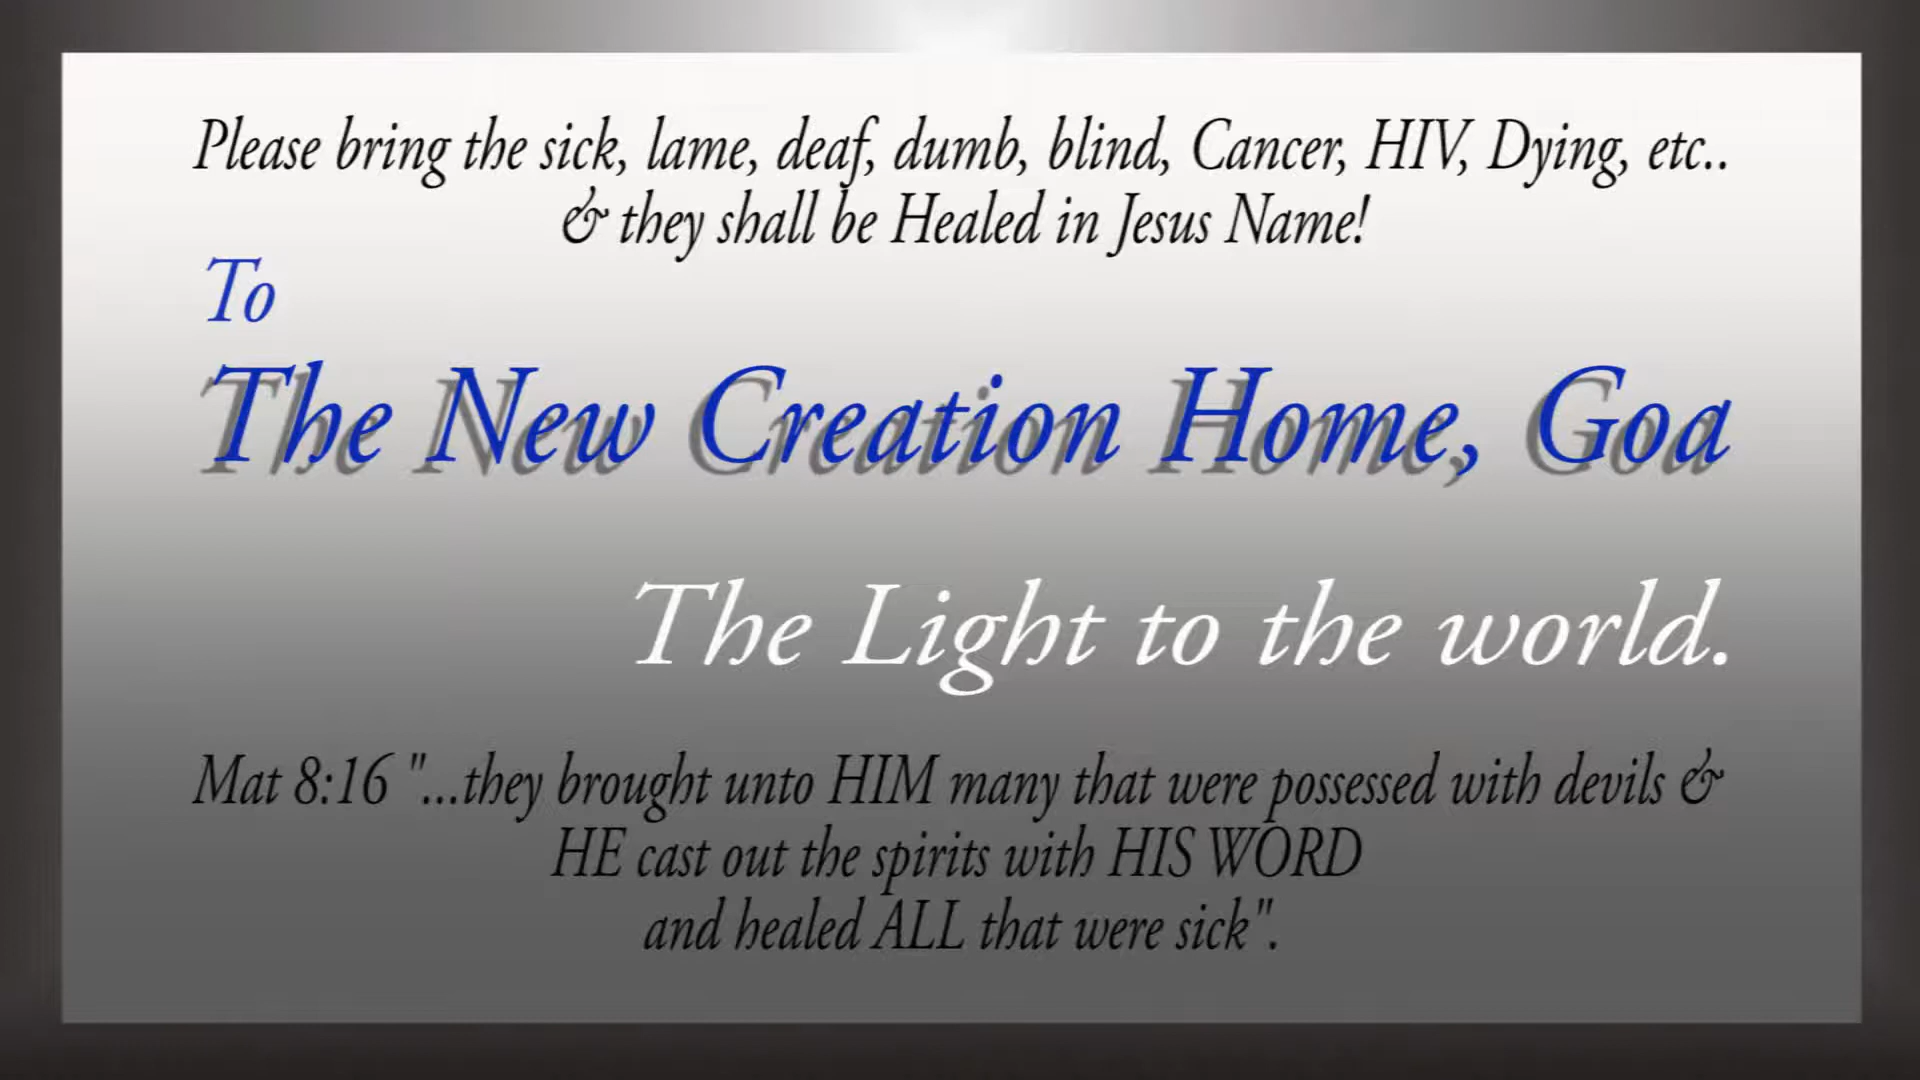 Please bring the sick, lame, deaf, dumb, blind, Cancer, HIV, Dying, etc..
& they shall be Healed in Jesus Name!
To
The New Creation Home, Goa
The Light to the world.
Mat 8:16 "...they brought unto HIM many that were possessed with devils &
HE cast out the spirits with HIS WORD
and healed ALL that were sick".